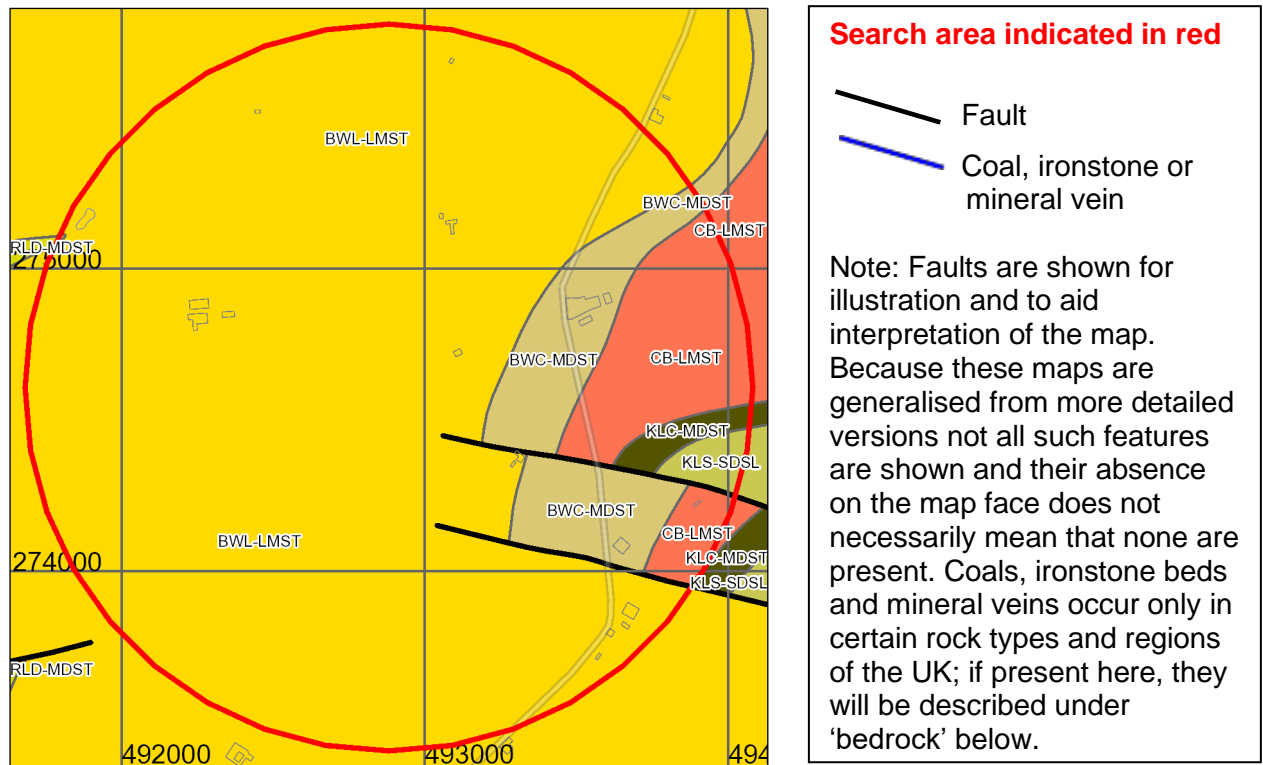 BWL-LMST
BWC-MDST
CB-LMST
RLD-MDST
275000
BWC-MDST
CB-LMST
KLC-MDST
KLS-SDSL
BWC-MDST
CB-LMST
BWL-LMST
KLC-MDST
274000
KLS-SDSL
RLD-MDST
492000
493000
494
Search area indicated in red
Fault
Coal, ironstone or
mineral vein
Note: Faults are shown for
illustration and to aid
interpretation of the map.
Because these maps are
generalised from more detailed
versions not all such features
are shown and their absence
on the map face does not
necessarily mean that none are
present. Coals, ironstone beds
and mineral veins occur only in
certain rock types and regions
of the UK; if present here, they
will be described under
‘bedrock’ below.